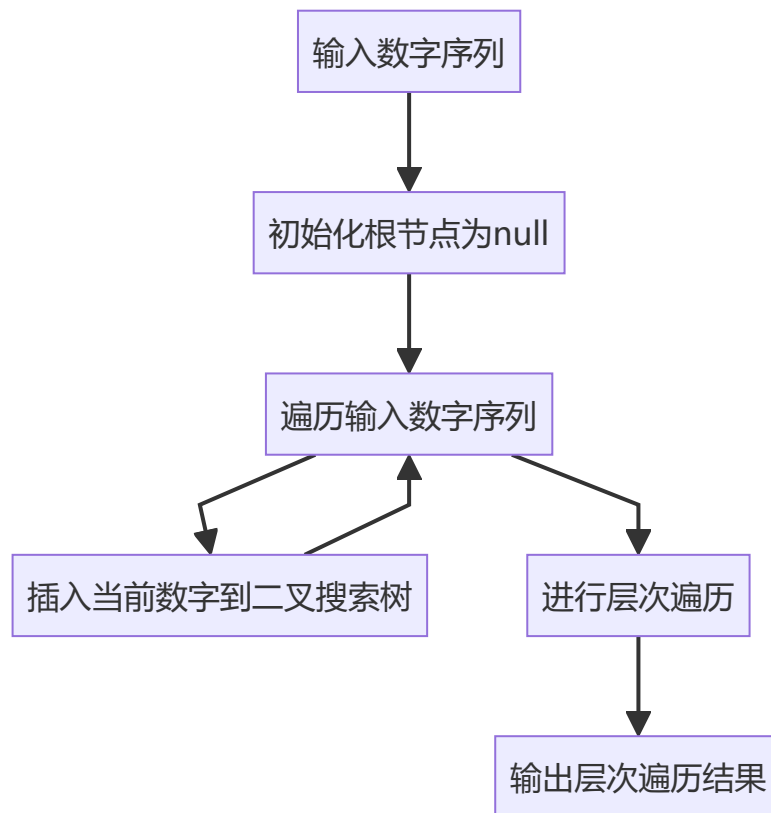 输入数字序列
初始化根节点为null
遍历输入数字序列
插入当前数字到二叉搜索树
进行层次遍历
输出层次遍历结果